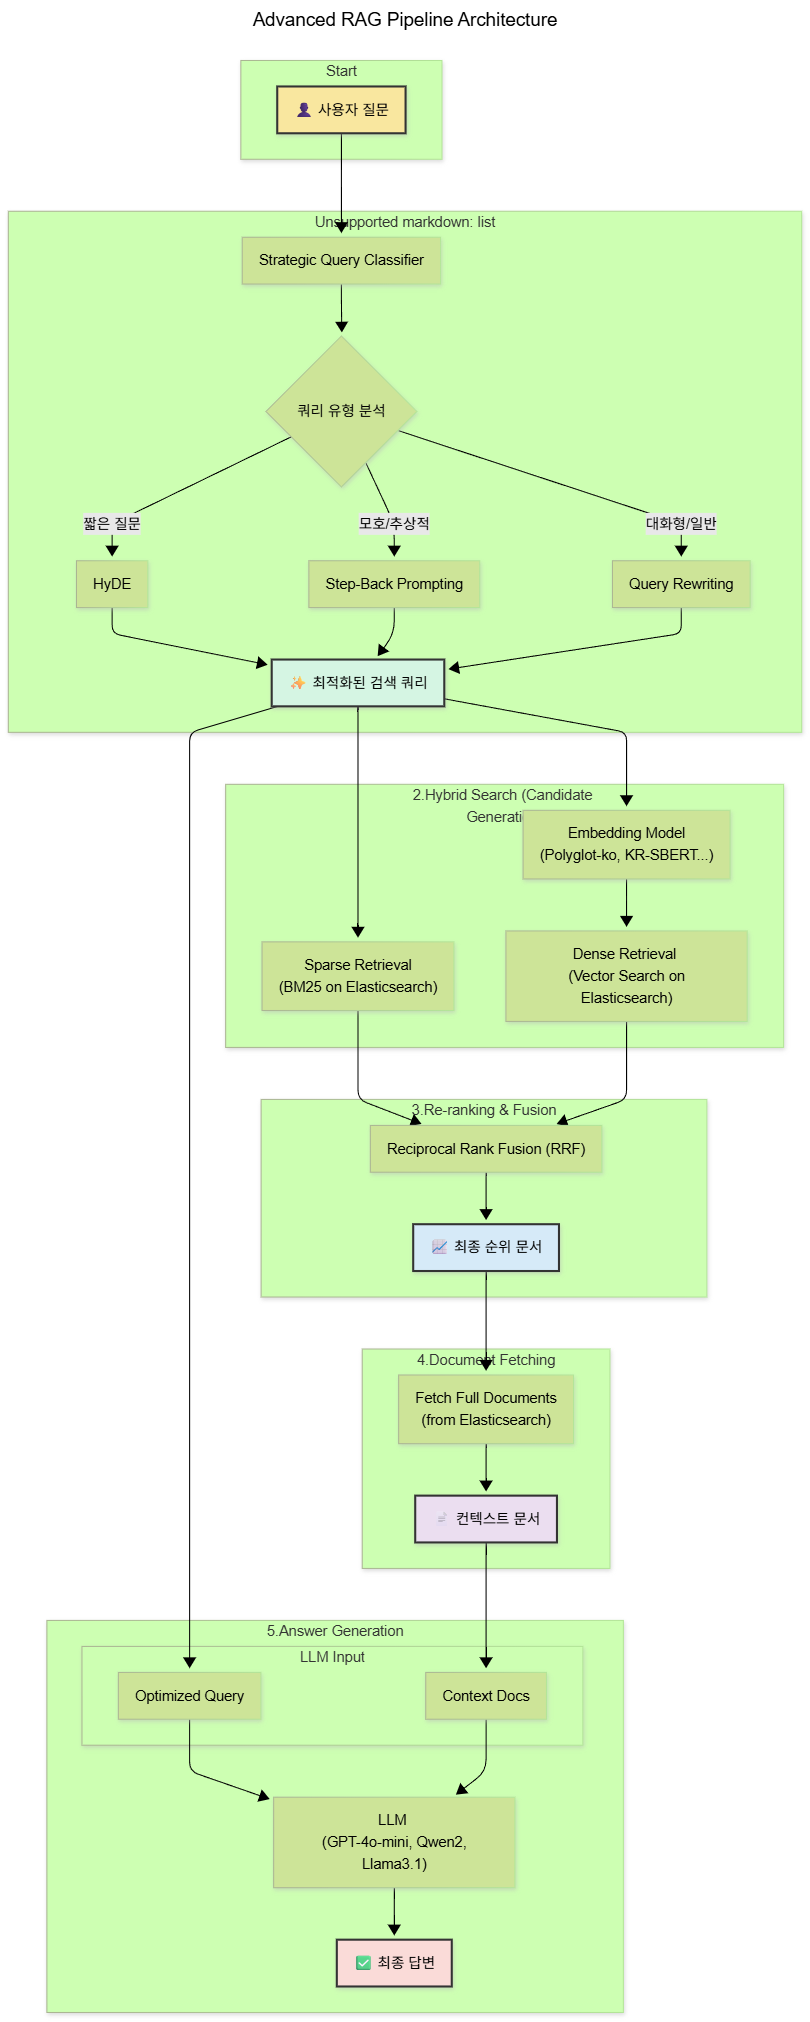 Advanced RAG Pipeline Architecture
Start
👤 사용자 질문
Unsupported markdown: list
Strategic Query Classifier
쿼리 유형 분석
짧은 질문
모호/추상적
대화형/일반
HyDE
Step-Back Prompting
Query Rewriting
✨ 최적화된 검색 쿼리
2.Hybrid Search (Candidate
Embedding Model
(Polyglot-ko, KR-SBERT...)
Sparse Retrieval
(BM25 on Elasticsearch)
Dense Retrieval
(Vector Search on
Elasticsearch)
3.Re-ranking & Fusion
Reciprocal Rank Fusion (RRF)
📈 최종 순위 문서
4.Document Fetching
Fetch Full Documents
(from Elasticsearch)
📄 컨텍스트 문서
5.Answer Generation
LLM Input
Optimized Query
Context Docs
LLM
(GPT-4o-mini, Qwen2,
Llama3.1)
✅ 최종 답변